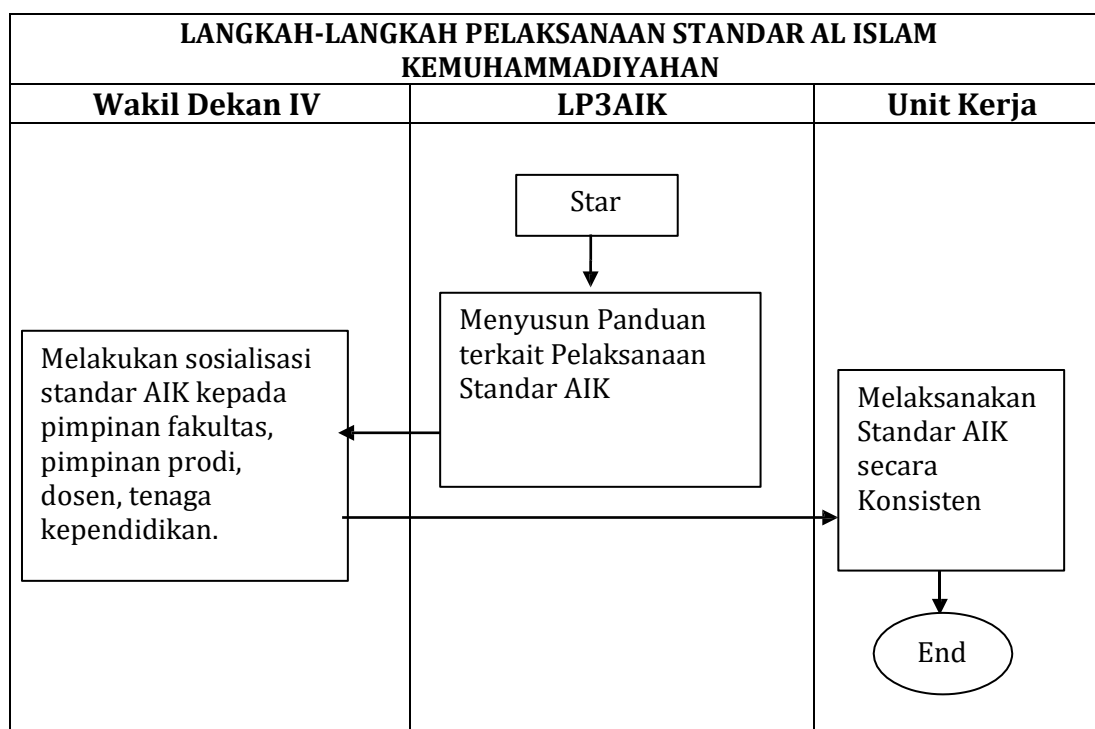 LANGKAH-LANGKAH PELAKSANAAN STANDAR AL ISLAM
KEMUHAMMADIYAHAN
Wakil Dekan IV
LP3AIK
Unit Kerja
Star
Menyusun Panduan
terkait Pelaksanaan
Standar AIK
Melakukan sosialisasi
standar AIK kepada
pimpinan fakultas,
pimpinan prodi,
dosen, tenaga
kependidikan.
Melaksanakan
Standar AIK
secara
Konsisten
End